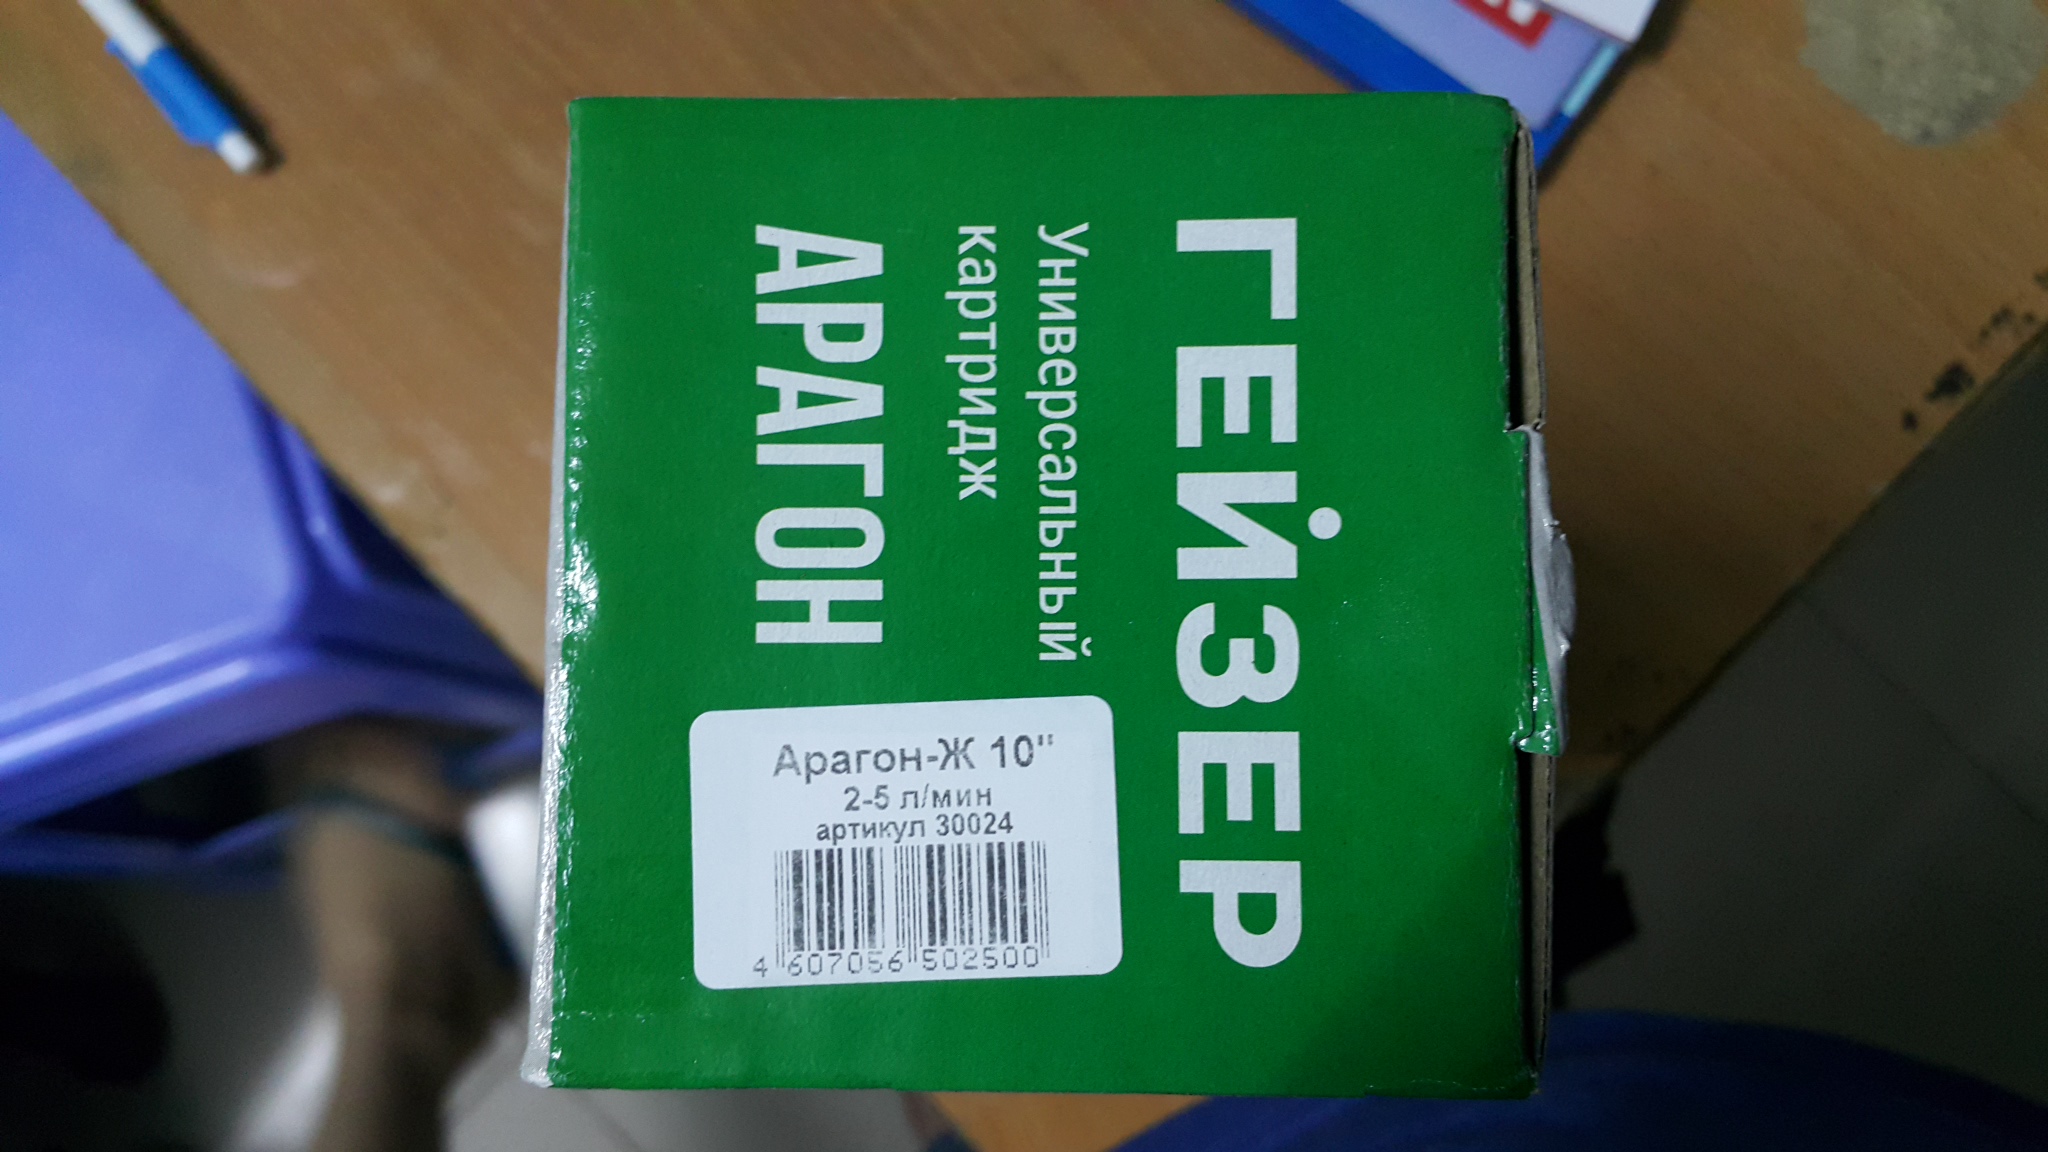 ГЕЙЗЕР
Универсальный
картридж
АРАГОН
Арагон-Ж 10"
2-5 л/мин
артикул 30024
4 607056 502500